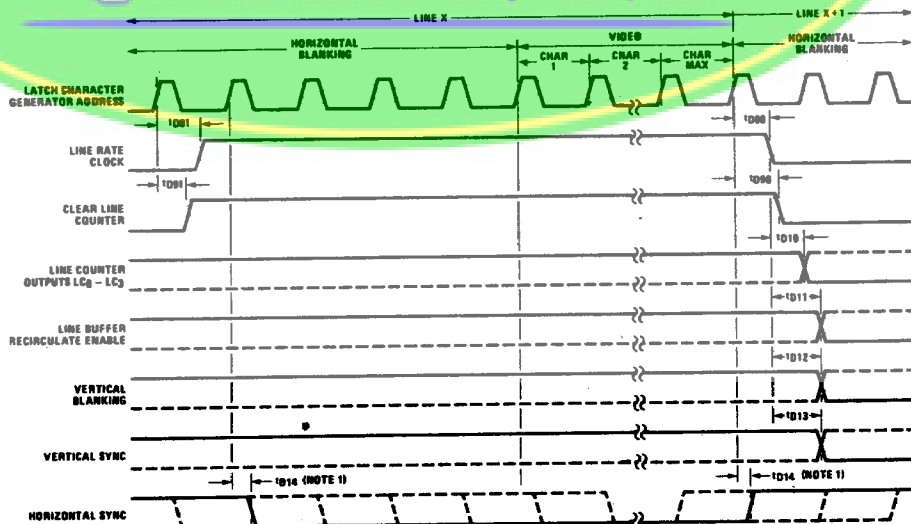 LINE X
LINE X+1
HORIZONTAL
BLANKING
VIDEO
HORIZONTAL
BLANKING
CHAR
1
CHAR
2
CHAR
MAX
LATCH CHARACTER
GENERATOR ADDRESS
tD81
tD80
LINE RATE
CLOCK
tD91
tD90
CLEAR LINE
COUNTER
tD10
LINE COUNTER
OUTPUTS LC0 – LC3
tD11
LINE BUFFER
RECIRCULATE ENABLE
tD12
VERTICAL
BLANKING
tD13
VERTICAL SYNC
tD14 (NOTE 1)
tD14 (NOTE 1)
HORIZONTAL SYNC